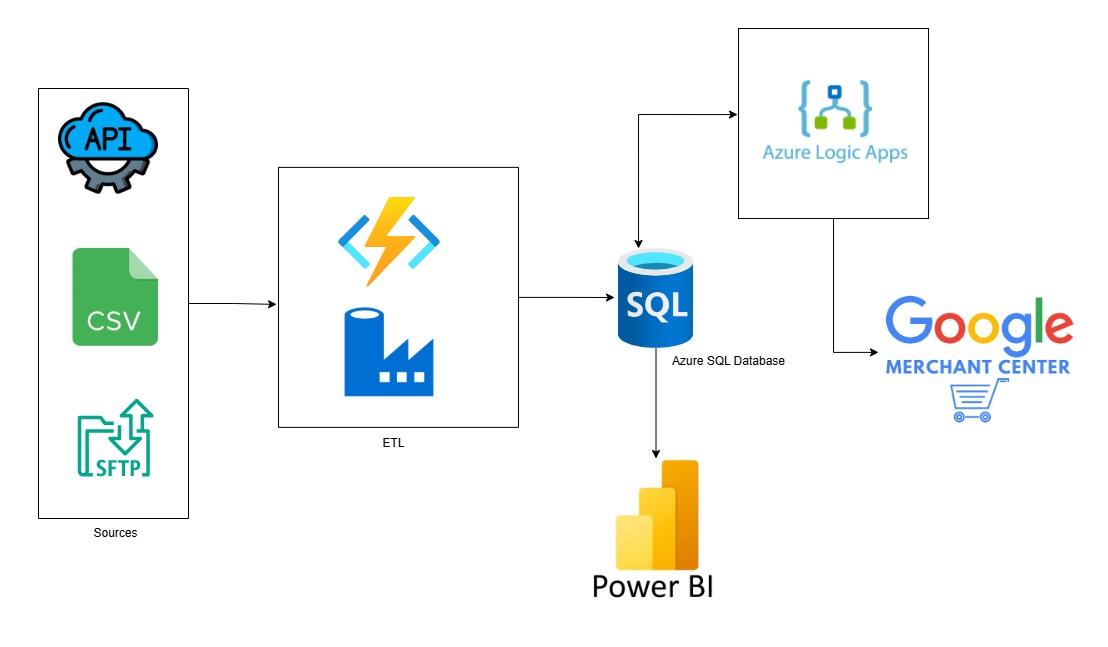 API
CSV
SFTP
Sources
ETL
SQL
Azure SQL Database
Azure Logic Apps
Google
MERCHANT CENTER
Power BI